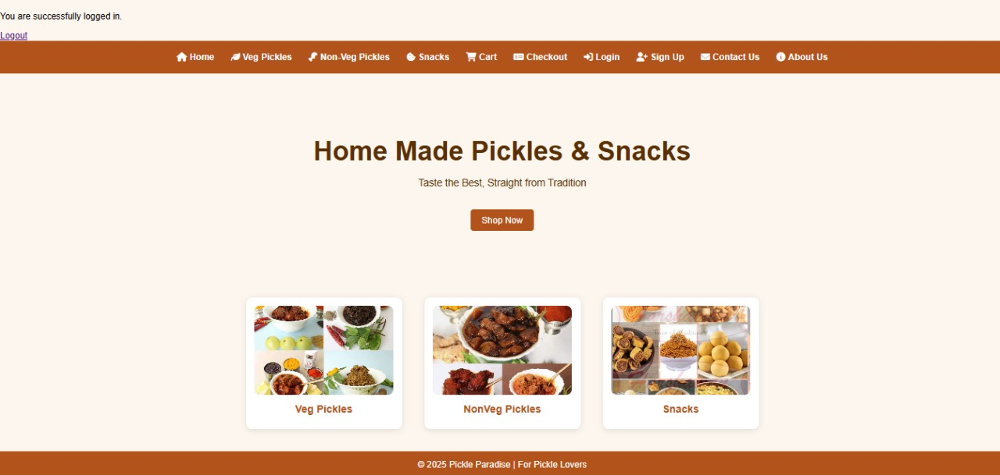 You are successfully logged in.
Logout
Home Veg Pickles Non-Veg Pickles Snacks Cart Checkout Login Sign Up Contact Us About Us
Home Made Pickles & Snacks
Taste the Best, Straight from Tradition
Shop Now
Veg Pickles NonVeg Pickles Snacks
© 2025 Pickle Paradise | For Pickle Lovers